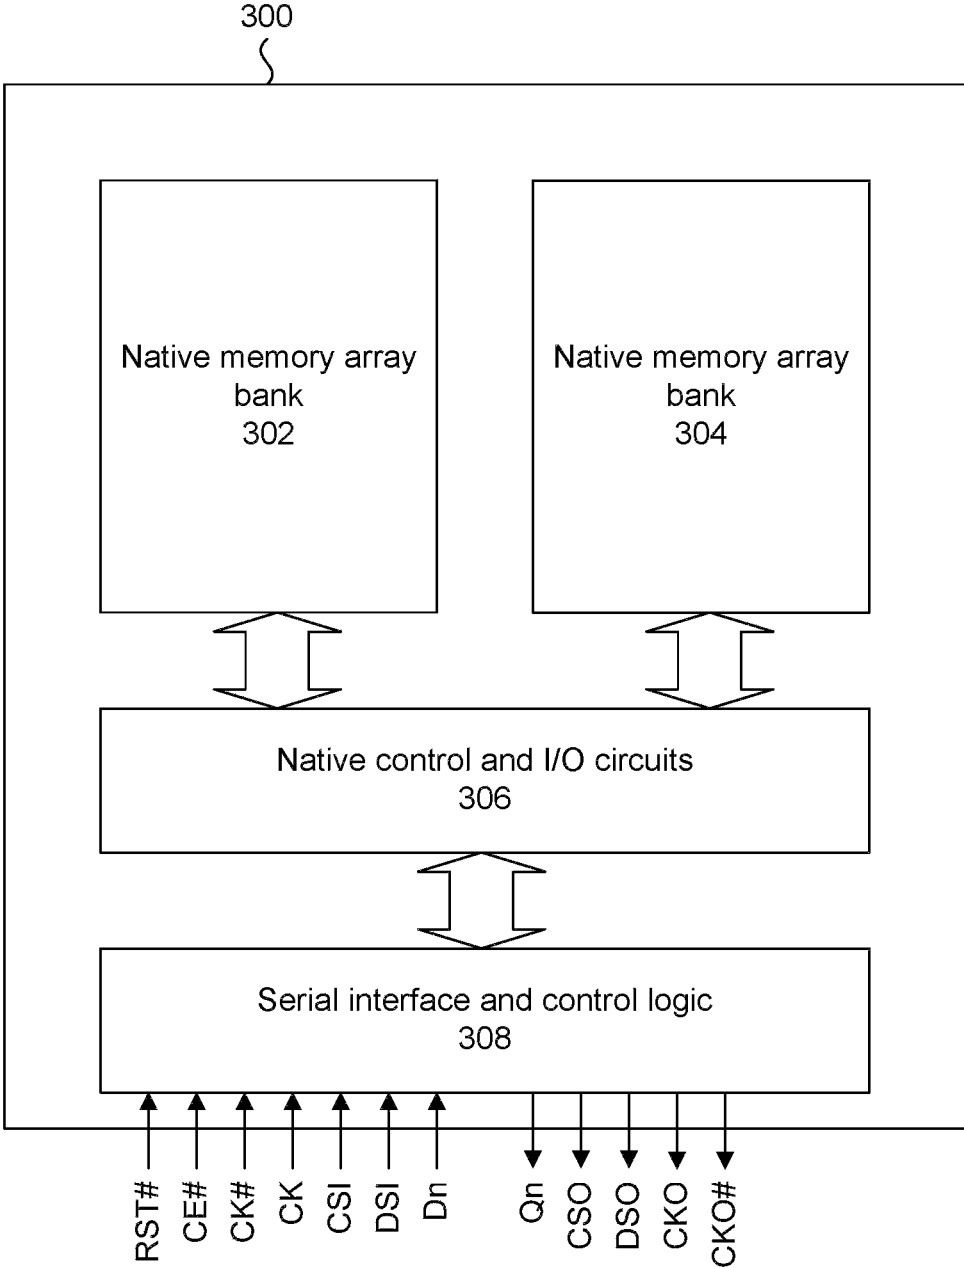 300
Native memory array
bank
302
Native memory array
bank
304
Native control and I/O circuits
306
Serial interface and control logic
308
RST#
CE#
CK#
CK
CSI
DSI
Dn
Qn
CSO
DSO
CKO
CKO#